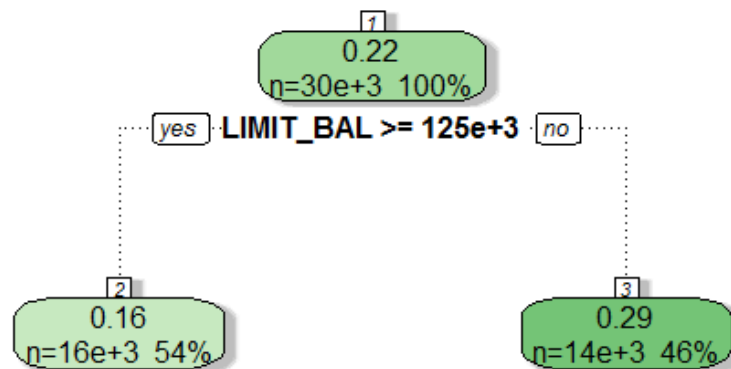 1
0.22
n=30e+3 100%
yes LIMIT_BAL >= 125e+3 no
2
0.16
n=16e+3 54%
3
0.29
n=14e+3 46%